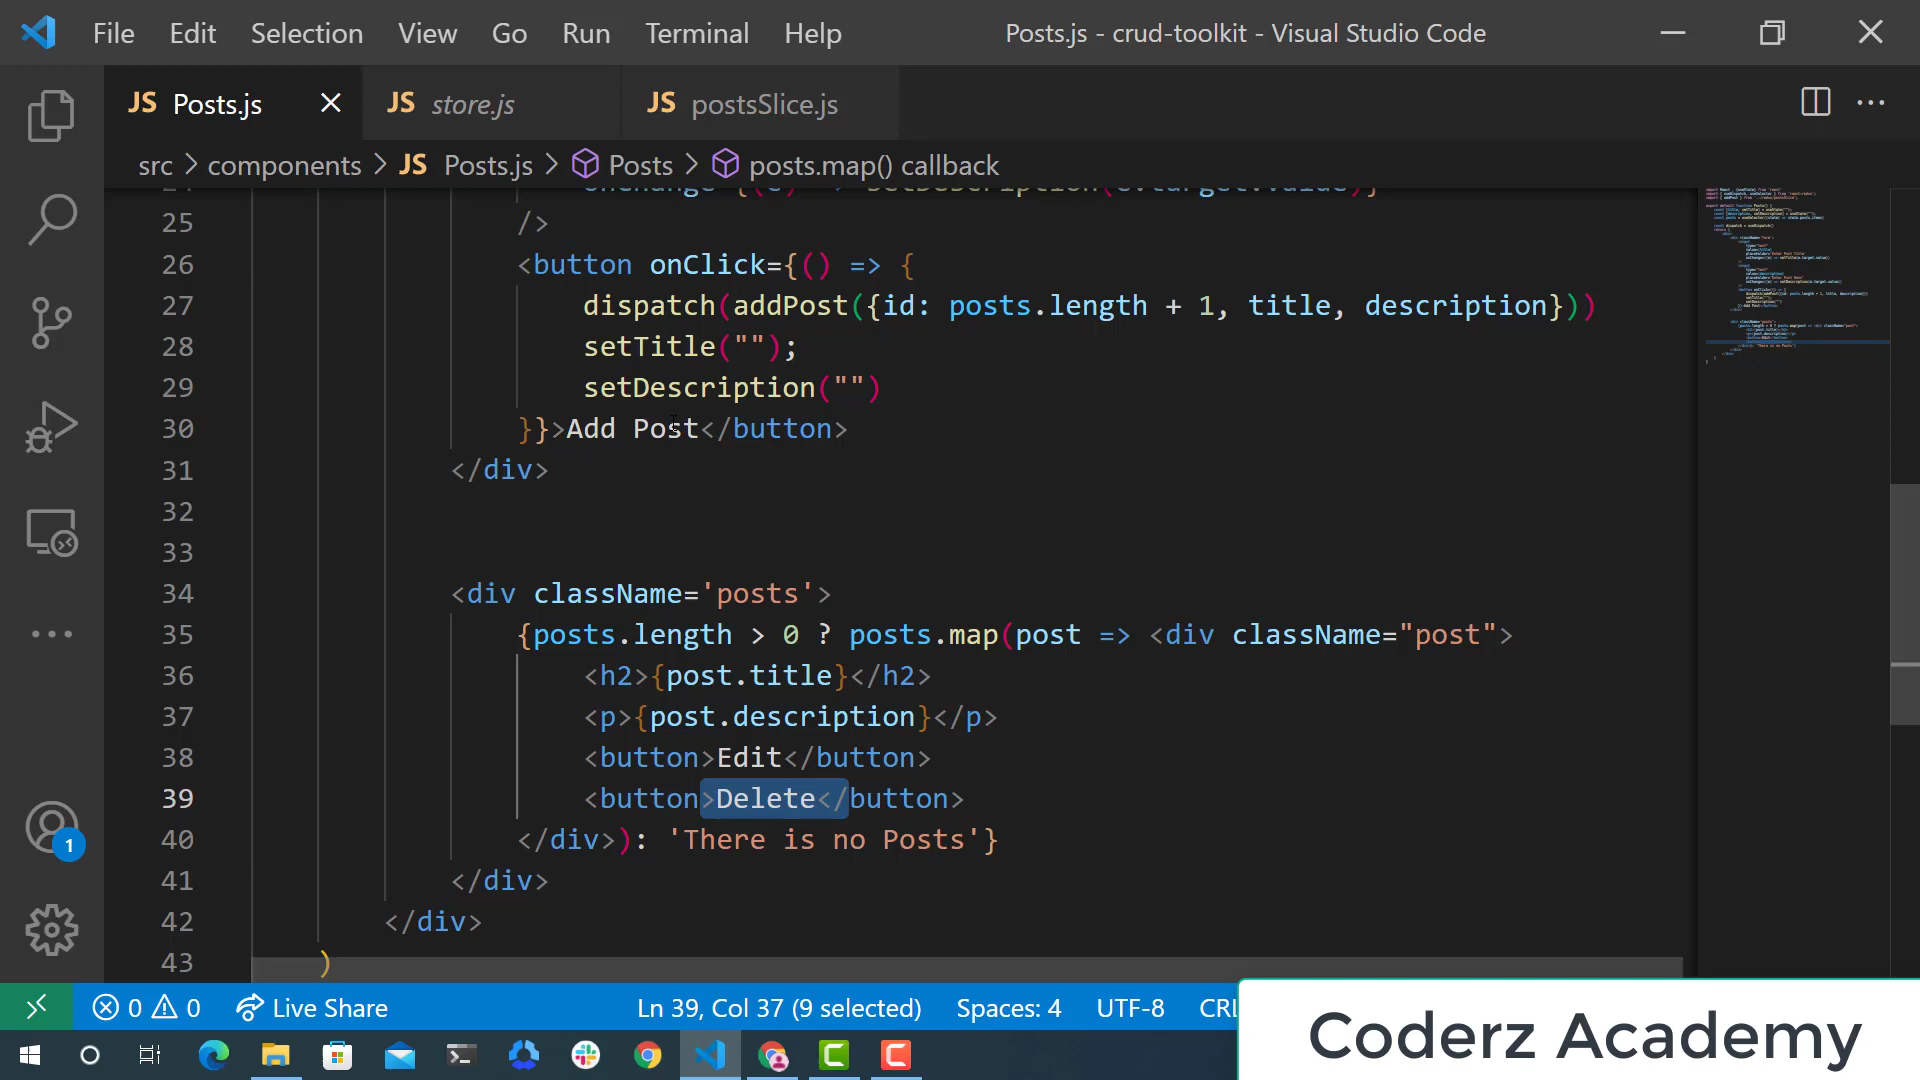 File Edit Selection View Go Run Terminal Help Posts.js - crud-toolkit - Visual Studio Code
JS Posts.js JS store.js JS postsSlice.js
src > components > JS Posts.js > Posts > posts.map() callback
25 />
26 <button onClick={() => {
27 dispatch(addPost({id: posts.length + 1, title, description}))
28 setTitle("");
29 setDescription("")
30 }}>Add Post</button>
31 </div>
32
33
34 <div className='posts'>
35 {posts.length > 0 ? posts.map(post => <div className="post">
36 <h2>{post.title}</h2>
37 <p>{post.description}</p>
38 <button>Edit</button>
39 <button>Delete</button>
40 </div>): 'There is no Posts'}
41 </div>
42 </div>
43 )
1
0 0 Live Share Ln 39, Col 37 (9 selected) Spaces: 4 UTF-8 CRL
Coderz Academy